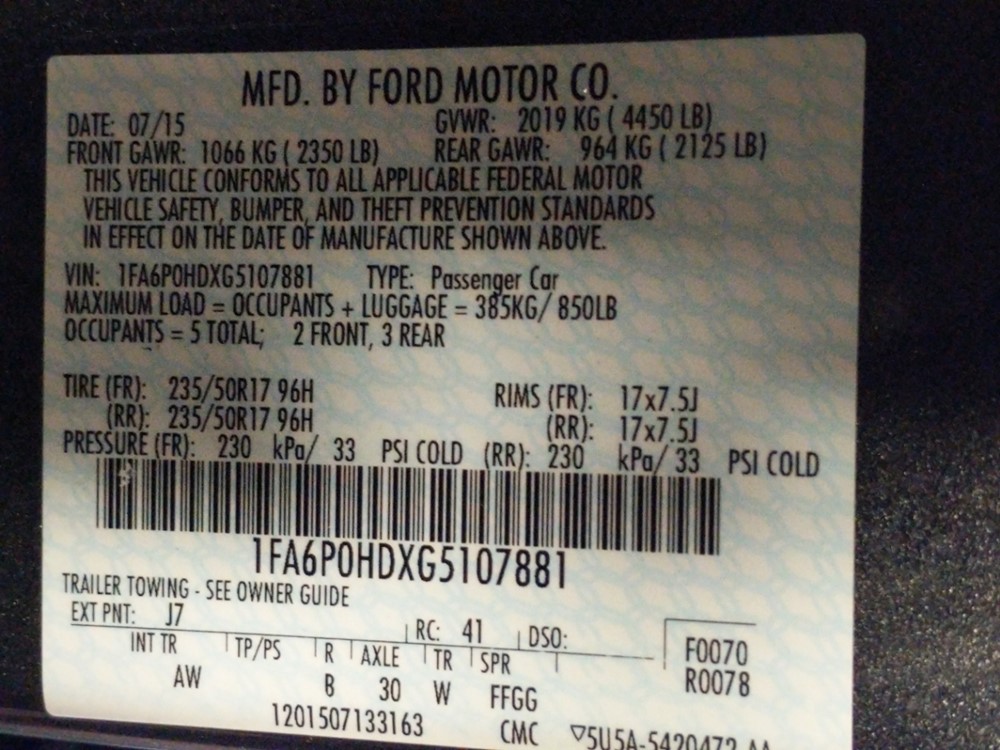 MFD. BY FORD MOTOR CO.
DATE: 07/15 GVWR: 2019 KG ( 4450 LB)
FRONT GAWR: 1066 KG ( 2350 LB) REAR GAWR: 964 KG ( 2125 LB)
THIS VEHICLE CONFORMS TO ALL APPLICABLE FEDERAL MOTOR
VEHICLE SAFETY, BUMPER, AND THEFT PREVENTION STANDARDS
IN EFFECT ON THE DATE OF MANUFACTURE SHOWN ABOVE.
VIN: 1FA6P0HDXG5107881 TYPE: Passenger Car
MAXIMUM LOAD = OCCUPANTS + LUGGAGE = 385KG/ 850LB
OCCUPANTS = 5 TOTAL; 2 FRONT, 3 REAR
TIRE (FR): 235/50R17 96H RIMS (FR): 17x7.5J
(RR): 235/50R17 96H (RR): 17x7.5J
PRESSURE (FR): 230 kPa/ 33 PSI COLD (RR): 230 kPa/ 33 PSI COLD
1FA6P0HDXG5107881
TRAILER TOWING - SEE OWNER GUIDE
EXT PNT: J7 RC: 41 DSO:
F0070
INT TR TP/PS R AXLE TR SPR
R0078
AW B 30 W FFGG
1201507133163 CMC ▽5U5A-5420472 AA